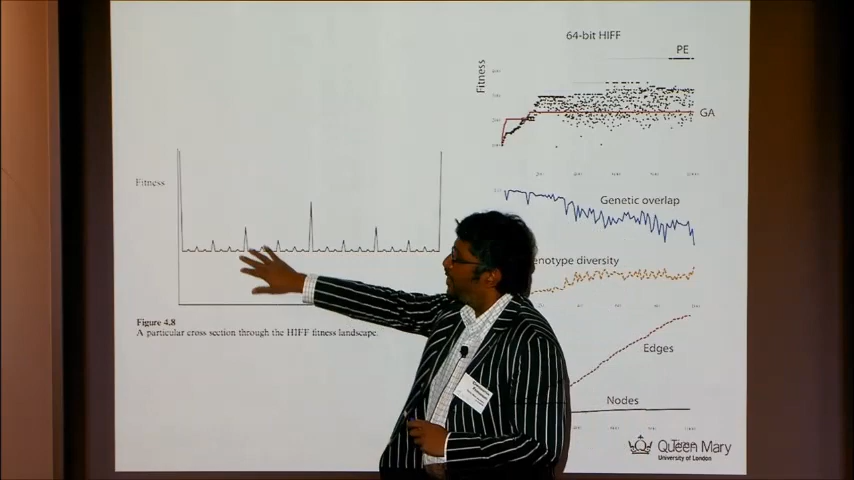 64-bit HIFF
PE
Fitness
GA
Fitness
Genetic overlap
enotype diversity
Edges
Nodes
Figure 4.8
A particular cross section through the HIFF fitness landscape.
Queen Mary
University of London